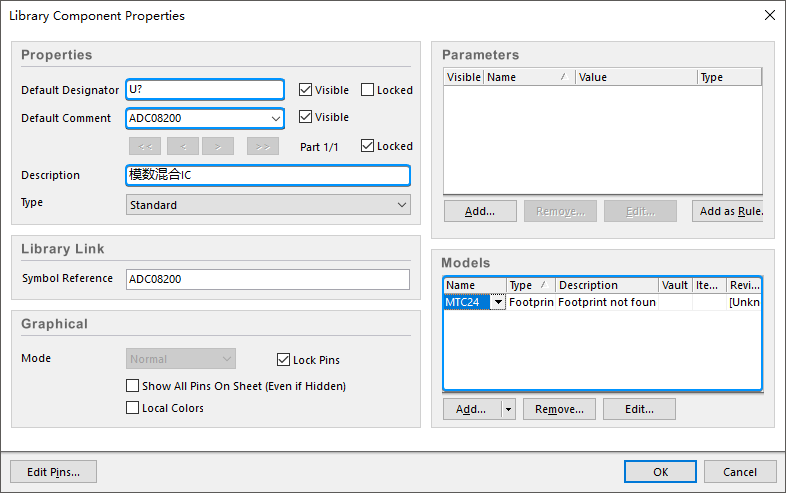 Library Component Properties
Properties
Default Designator U? Visible Locked
Default Comment ADC08200 Visible
<< < > >> Part 1/1 Locked
Description 模数混合IC
Type Standard
Library Link
Symbol Reference ADC08200
Graphical
Mode Normal Lock Pins
Show All Pins On Sheet (Even if Hidden)
Local Colors
Parameters
Visible Name Value Type
Add... Remove... Edit... Add as Rule.
Models
Name Type Description Vault Ite... Revi...
MTC24 Footprin Footprint not foun [Unkn
Add... Remove... Edit...
Edit Pins... OK Cancel